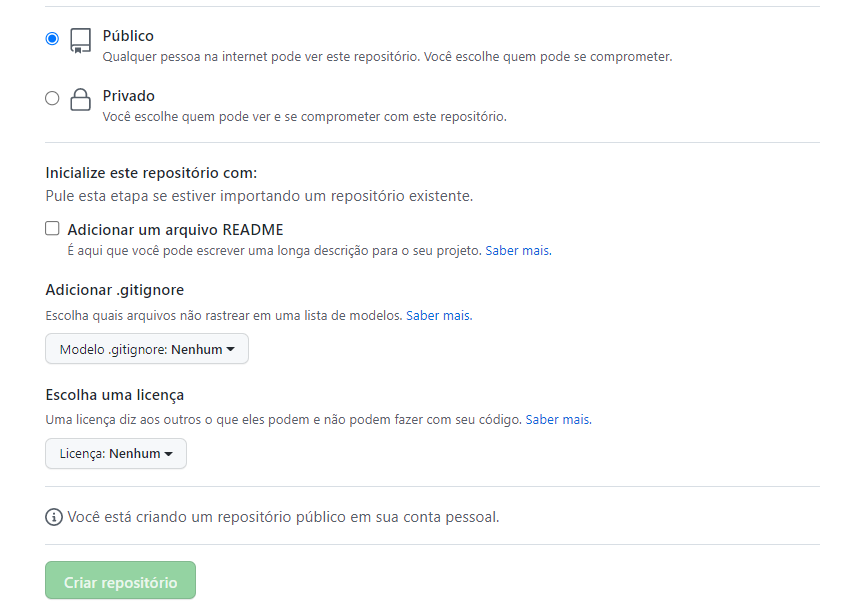 Público
Qualquer pessoa na internet pode ver este repositório. Você escolhe quem pode se comprometer.
Privado
Você escolhe quem pode ver e se comprometer com este repositório.
Inicialize este repositório com:
Pule esta etapa se estiver importando um repositório existente.
Adicionar um arquivo README
É aqui que você pode escrever uma longa descrição para o seu projeto. Saber mais.
Adicionar .gitignore
Escolha quais arquivos não rastrear em uma lista de modelos. Saber mais.
Modelo .gitignore: Nenhum
Escolha uma licença
Uma licença diz aos outros o que eles podem e não podem fazer com seu código. Saber mais.
Licença: Nenhum
Você está criando um repositório público em sua conta pessoal.
Criar repositório